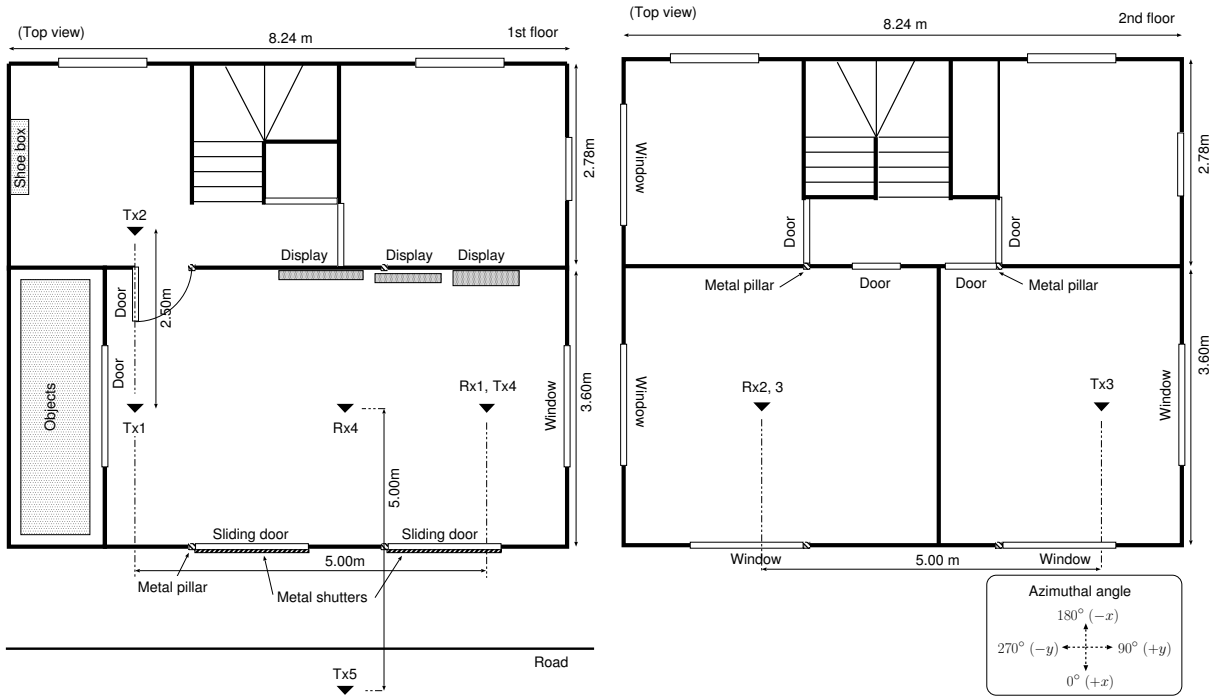 (Top view)
8.24 m
1st floor
Shoe box
2.78m
Tx2
Display
Display
Display
Door
2.50m
Door
Objects
Tx1
Rx4
Rx1, Tx4
Window
3.60m
5.00m
Sliding door
Sliding door
5.00m
Metal pillar
Metal shutters
Road
Tx5
(Top view)
8.24 m
2nd floor
Window
2.78m
Door
Door
Metal pillar
Door
Door
Metal pillar
Window
Rx2, 3
Tx3
Window
3.60m
Window
5.00 m
Window
Azimuthal angle
180° (−x)
270° (−y)
90° (+y)
0° (+x)